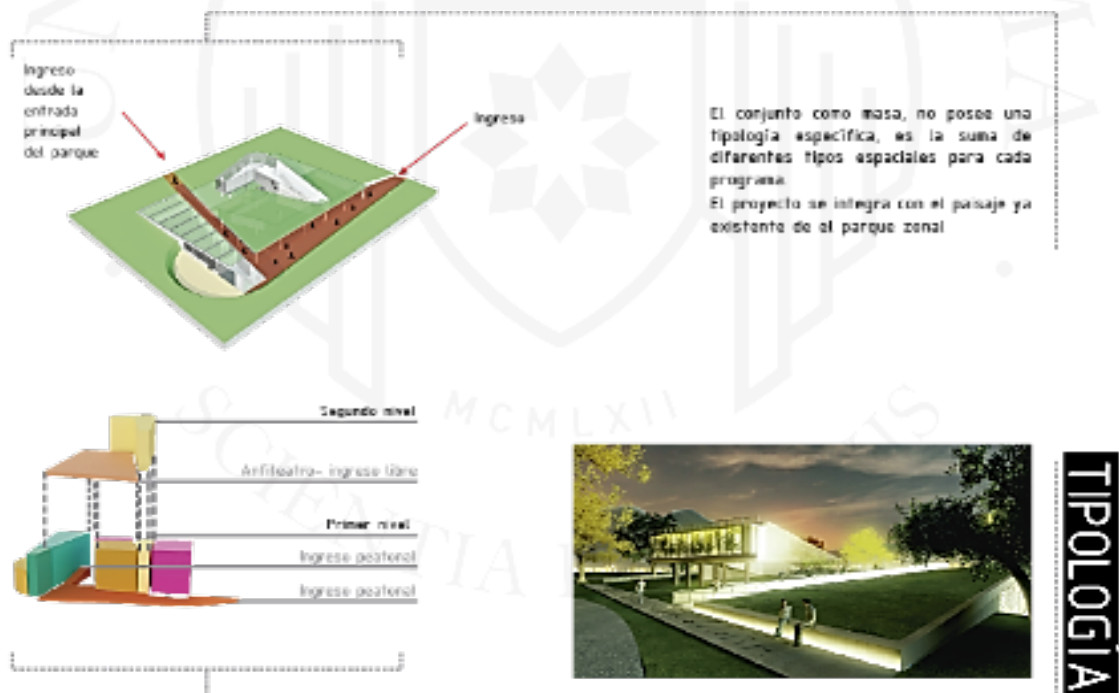 Ingreso
desde la
entrada
principal
del parque
Ingreso
El conjunto como masa, no posee una
tipología específica, es la suma de
diferentes tipos espaciales para cada
programa.
El proyecto se integra con el paisaje ya
existente de el parque zonal
Segundo nivel
Anfiteatro- ingreso libre
Primer nivel
Ingreso peatonal
Ingreso peatonal
TIPOLOGÍA
MCMLXII
SCIENTIA